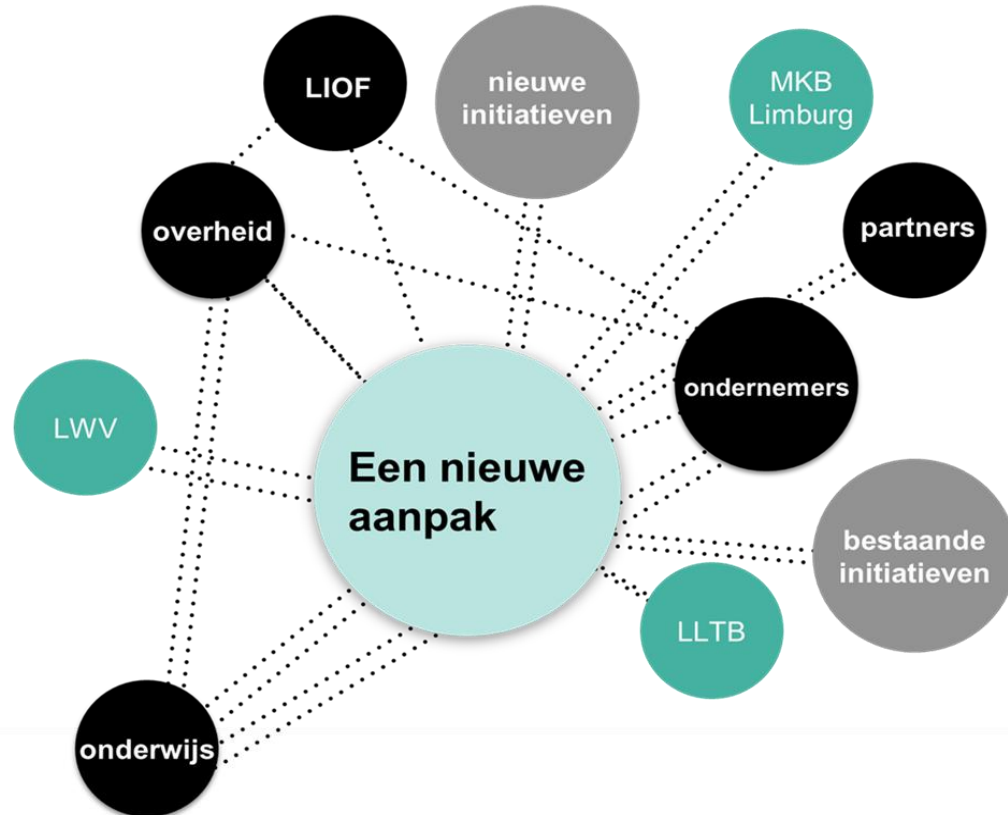 LIOF
nieuwe
initiatieven
MKB
Limburg
overheid
partners
ondernemers
LWV
Een nieuwe
aanpak
bestaande
initiatieven
LLTB
onderwijs